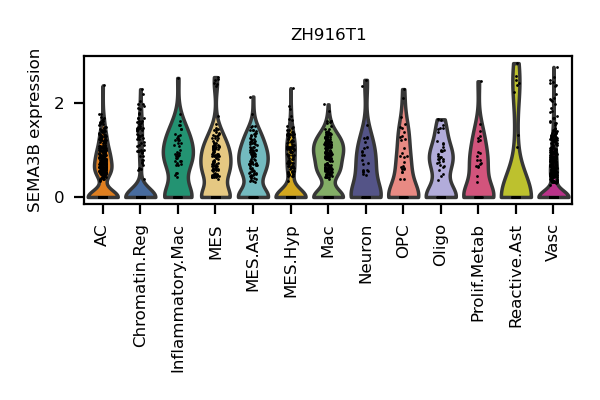 ZH916T1
SEMA3B expression
2
0
AC
Chromatin.Reg
Inflammatory.Mac
MES
MES.Ast
MES.Hyp
Mac
Neuron
OPC
Oligo
Prolif.Metab
Reactive.Ast
Vasc